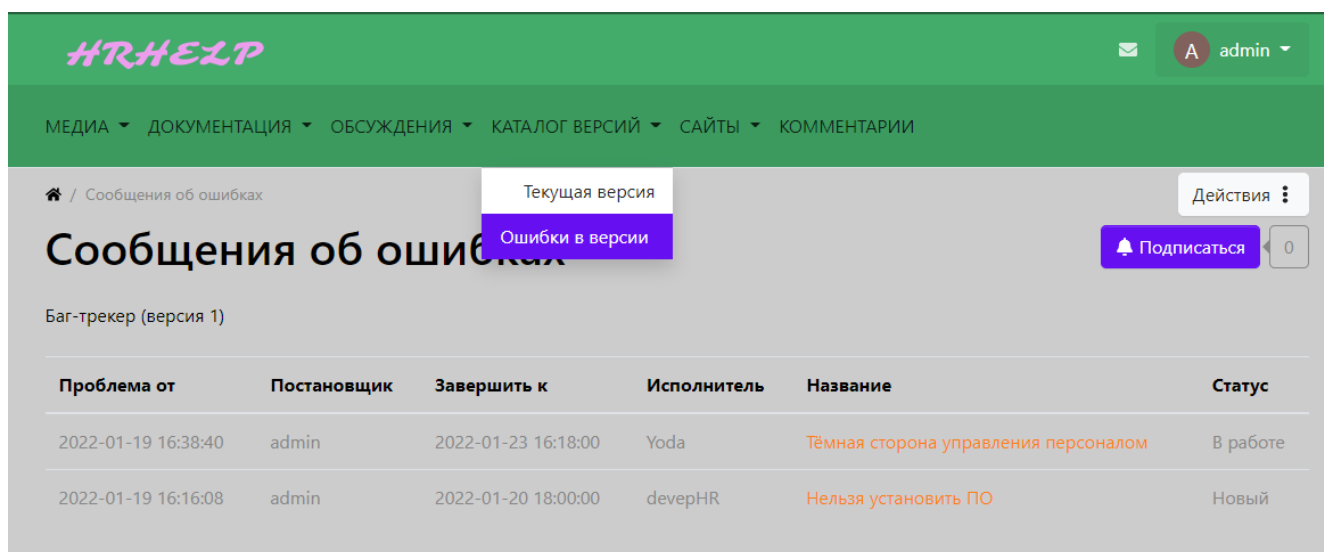 HRHELP
A admin
МЕДИА ДОКУМЕНТАЦИЯ ОБСУЖДЕНИЯ КАТАЛОГ ВЕРСИЙ САЙТЫ КОММЕНТАРИИ
/ Сообщения об ошибках
Текущая версия
Действия
Ошибки в версии
Сообщения об ошибках
Подписаться 0
Баг-трекер (версия 1)
Проблема от Постановщик Завершить к Исполнитель Название Статус
2022-01-19 16:38:40 admin 2022-01-23 16:18:00 Yoda Тёмная сторона управления персоналом В работе
2022-01-19 16:16:08 admin 2022-01-20 18:00:00 devepHR Нельзя установить ПО Новый